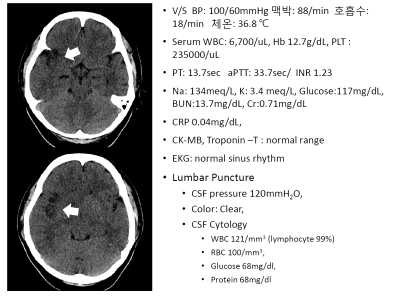 • V/S BP: 100/60mmHg 맥박: 88/min 호흡수:
18/min 체온: 36.8 ℃
• Serum WBC: 6,700/uL, Hb 12.7g/dL, PLT :
235000/uL
• PT: 13.7sec aPTT: 33.7sec/ INR 1.23
• Na: 134meq/L, K: 3.4 meq/L, Glucose:117mg/dL,
BUN:13.7mg/dL, Cr:0.71mg/dL
• CRP 0.04mg/dL,
• CK-MB, Troponin –T : normal range
• EKG: normal sinus rhythm
• Lumbar Puncture
• CSF pressure 120mmH₂O,
• Color: Clear,
• CSF Cytology
• WBC 121/mm³ (lymphocyte 99%)
• RBC 100/mm³,
• Glucose 68mg/dl,
• Protein 68mg/dl